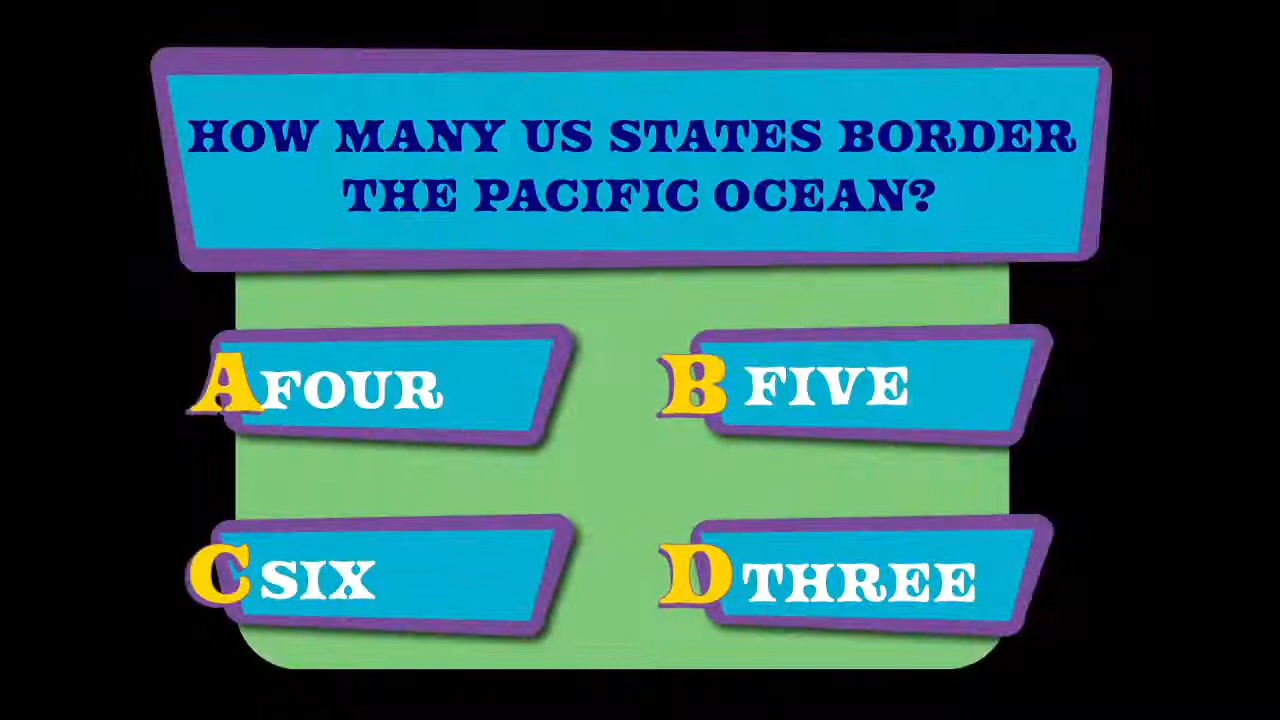 HOW MANY US STATES BORDER
THE PACIFIC OCEAN?
A FOUR
B FIVE
C SIX
D THREE